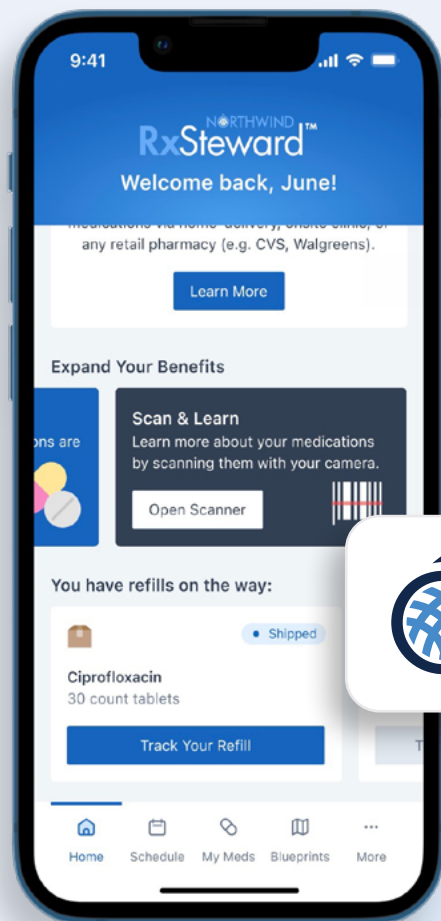 9:41
NORTHWIND
RxSteward™
Welcome back, June!
any retail pharmacy (e.g. CVS, Walgreens).
Learn More
Expand Your Benefits
Scan & Learn
ons are
Learn more about your medications
by scanning them with your camera.
Open Scanner
You have refills on the way:
Shipped
Ciprofloxacin
30 count tablets
Track Your Refill
T
Home
Schedule
My Meds
Blueprints
More